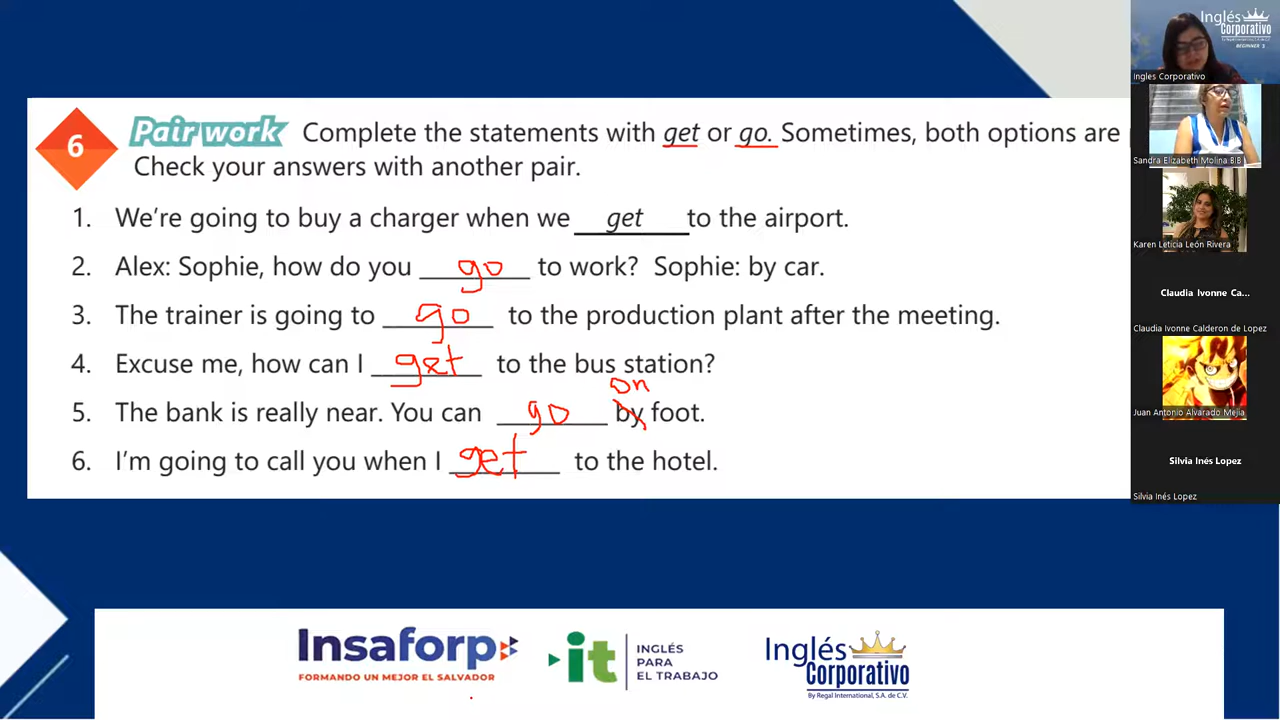 6 Pair work Complete the statements with get or go. Sometimes, both options are
Check your answers with another pair.
1. We're going to buy a charger when we get to the airport.
2. Alex: Sophie, how do you go to work? Sophie: by car.
3. The trainer is going to go to the production plant after the meeting.
4. Excuse me, how can I get to the bus station?
on
5. The bank is really near. You can go by foot.
6. I'm going to call you when I get to the hotel.
Insaforp
FORMANDO UN MEJOR EL SALVADOR
it
INGLÉS
PARA
EL TRABAJO
Inglés
Corporativo
By Regal International, S.A. de C.V.
Inglés
Corporativo
By Regal International, S.A. de C.V.
BEGINNER 3
Ingles Corporativo
Sandra Elizabeth Molina BIB
Karen Leticia León Rivera
Claudia Ivonne Ca...
Claudia Ivonne Calderon de Lopez
Juan Antonio Alvarado Mejia
Silvia Inés Lopez
Silvia Inés Lopez